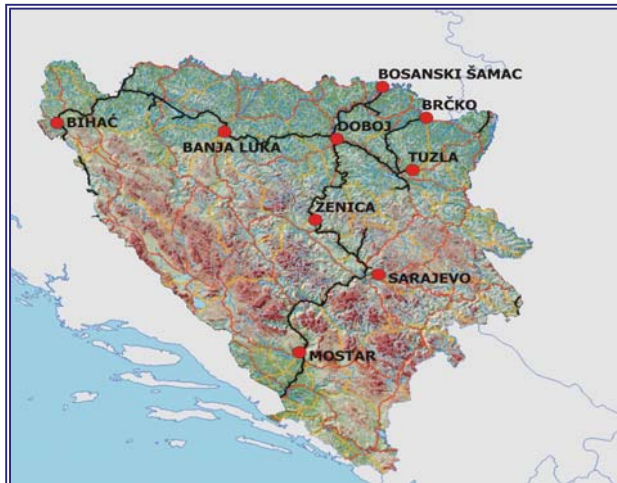 BOSANSKI ŠAMAC
BRČKO
BIHAĆ
BANJA LUKA
DOBOJ
TUZLA
ZENICA
SARAJEVO
MOSTAR